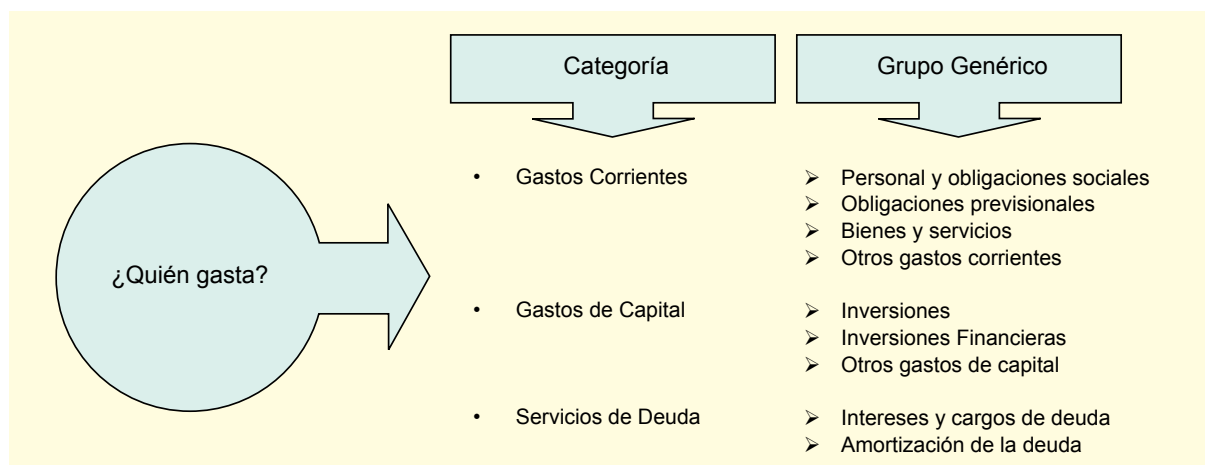 Categoría
Grupo Genérico
¿Quién gasta?
• Gastos Corrientes
➢ Personal y obligaciones sociales
➢ Obligaciones previsionales
➢ Bienes y servicios
➢ Otros gastos corrientes
• Gastos de Capital
➢ Inversiones
➢ Inversiones Financieras
➢ Otros gastos de capital
• Servicios de Deuda
➢ Intereses y cargos de deuda
➢ Amortización de la deuda